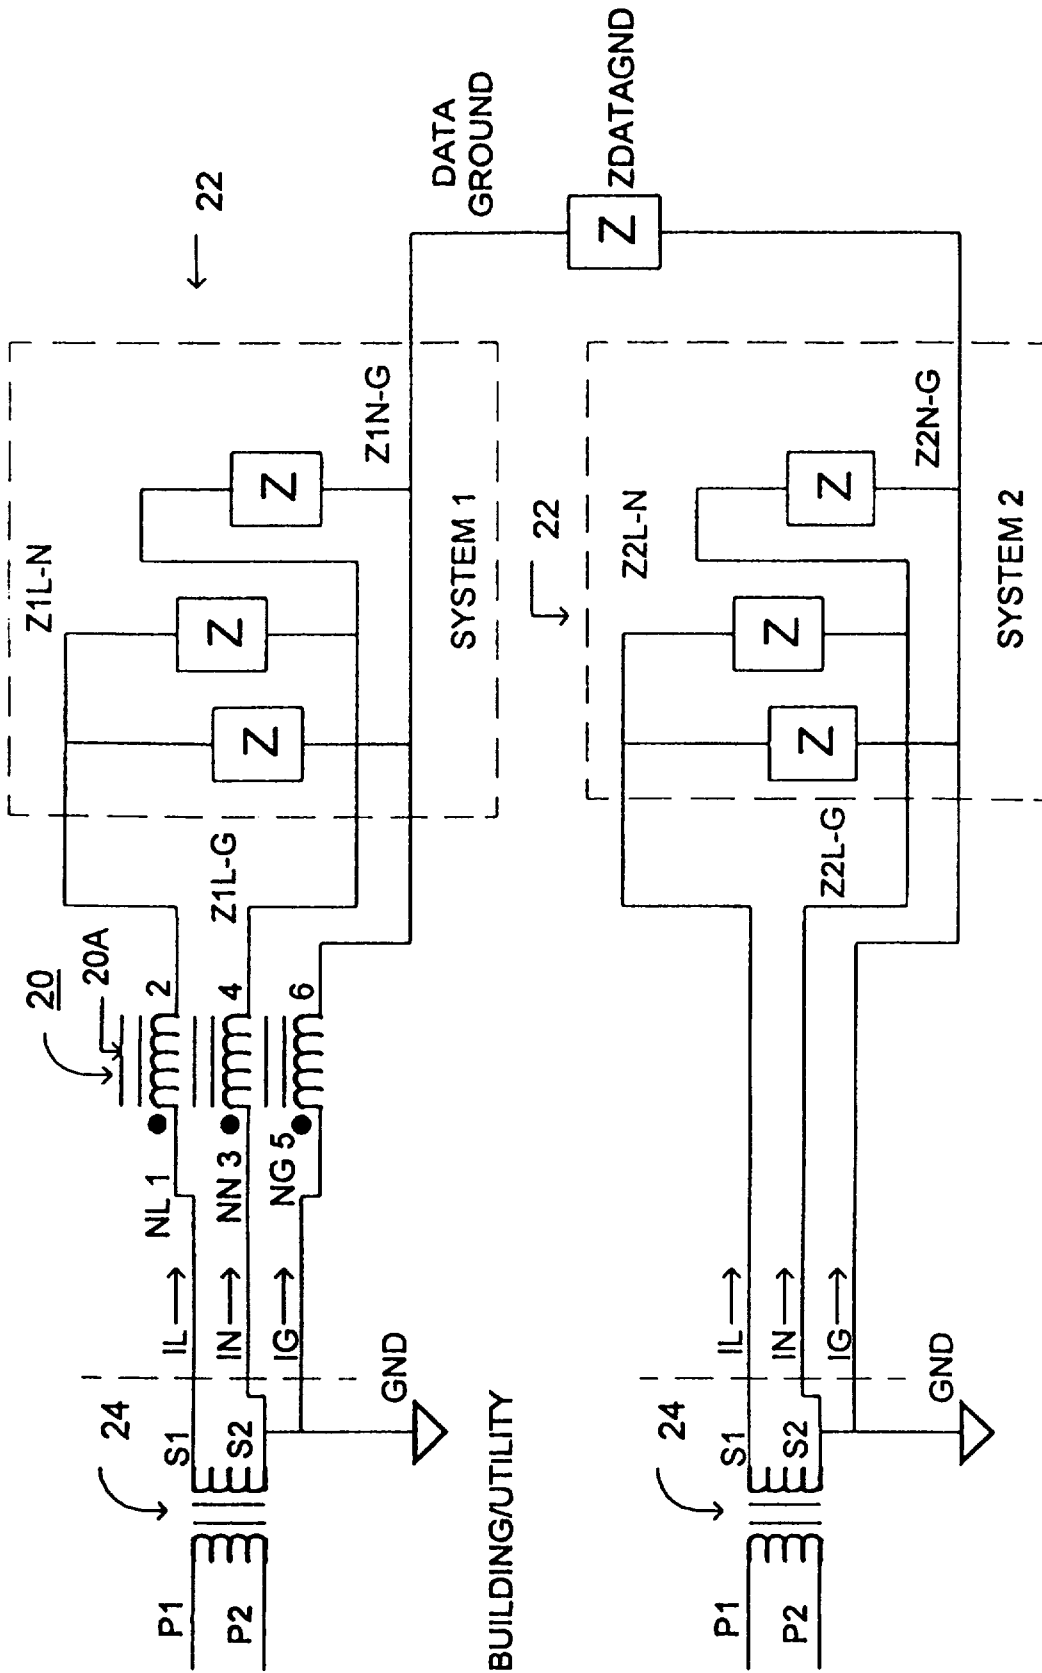 22
DATA
GROUND
ZDATAGND
Z
Z1L-N
Z
Z
Z
Z1N-G
SYSTEM 1
Z1L-G
20
20A
2
4
6
NL 1
NN 3
NG 5
IL
IN
IG
24
S1
S2
GND
P1
P2
BUILDING/UTILITY
22
Z2L-N
Z
Z
Z
Z2N-G
SYSTEM 2
Z2L-G
IL
IN
IG
24
S1
S2
GND
P1
P2